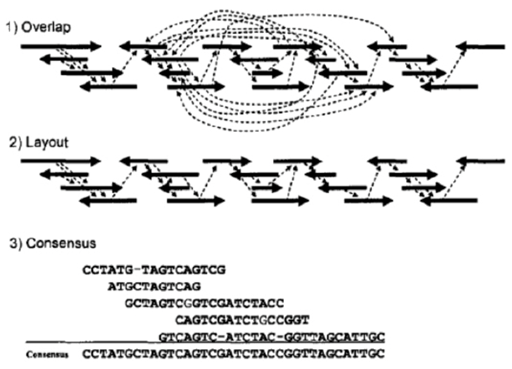 1) Overlap
2) Layout
3) Consensus
CCTATG-TAGTCAGTCG
ATGCTAGTCAG
GCTAGTCGGTCGATCTACC
CAGTCGATCTGCCGGT
GTCAGTC-ATCTAC-GGTTAGCATTGC
Consensus CCTATGCTAGTCAGTCGATCTACCGGTTAGCATTGC